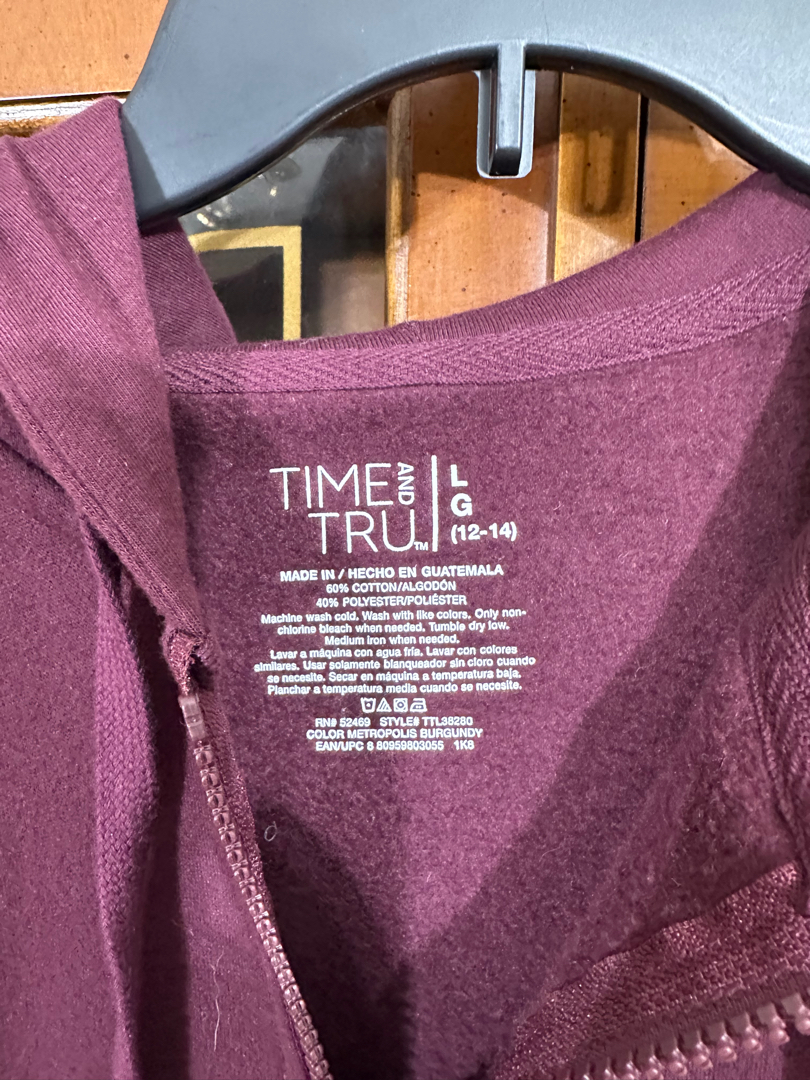 TIME AND
TRU™
L
G
(12-14)
MADE IN / HECHO EN GUATEMALA
60% COTTON/ALGODÓN
40% POLYESTER/POLIÉSTER
Machine wash cold. Wash with like colors. Only non-
chlorine bleach when needed. Tumble dry low.
Medium iron when needed.
Lavar a máquina con agua fría. Lavar con colores
similares. Usar solamente blanqueador sin cloro cuando
se necesite. Secar en máquina a temperatura baja.
Planchar a temperatura media cuando se necesite.
RN# 52469 STYLE# TTL38280
COLOR METROPOLIS BURGUNDY
EAN/UPC 8 80959803055 1K8